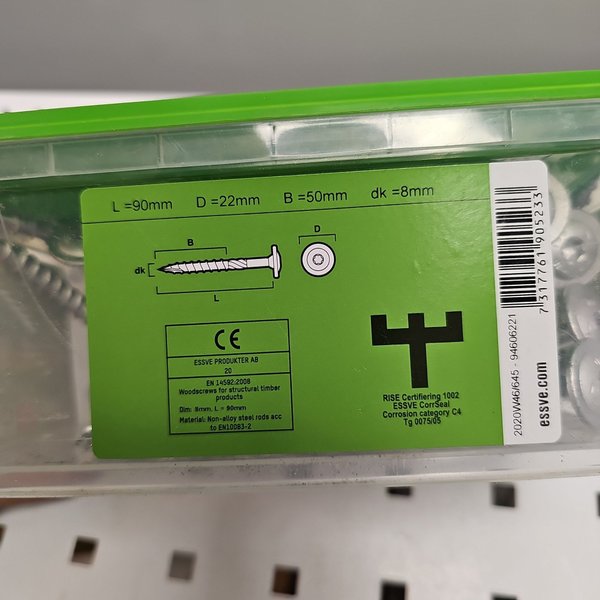 L =90mm D =22mm B =50mm dk =8mm
B
D
dk
L
CE
ESSVE PRODUKTER AB
20
EN 14592:2008
Woodscrews for structural timber
products
Dim: 8mm, L = 90mm
Material: Non-alloy steel rods acc
to EN10083-2
RISE Certifiering 1002
ESSVE CorrSeal
Corrosion category C4
Tg 0075/05
2020W46/645 - 94606221
7 317761 905233
essve.com